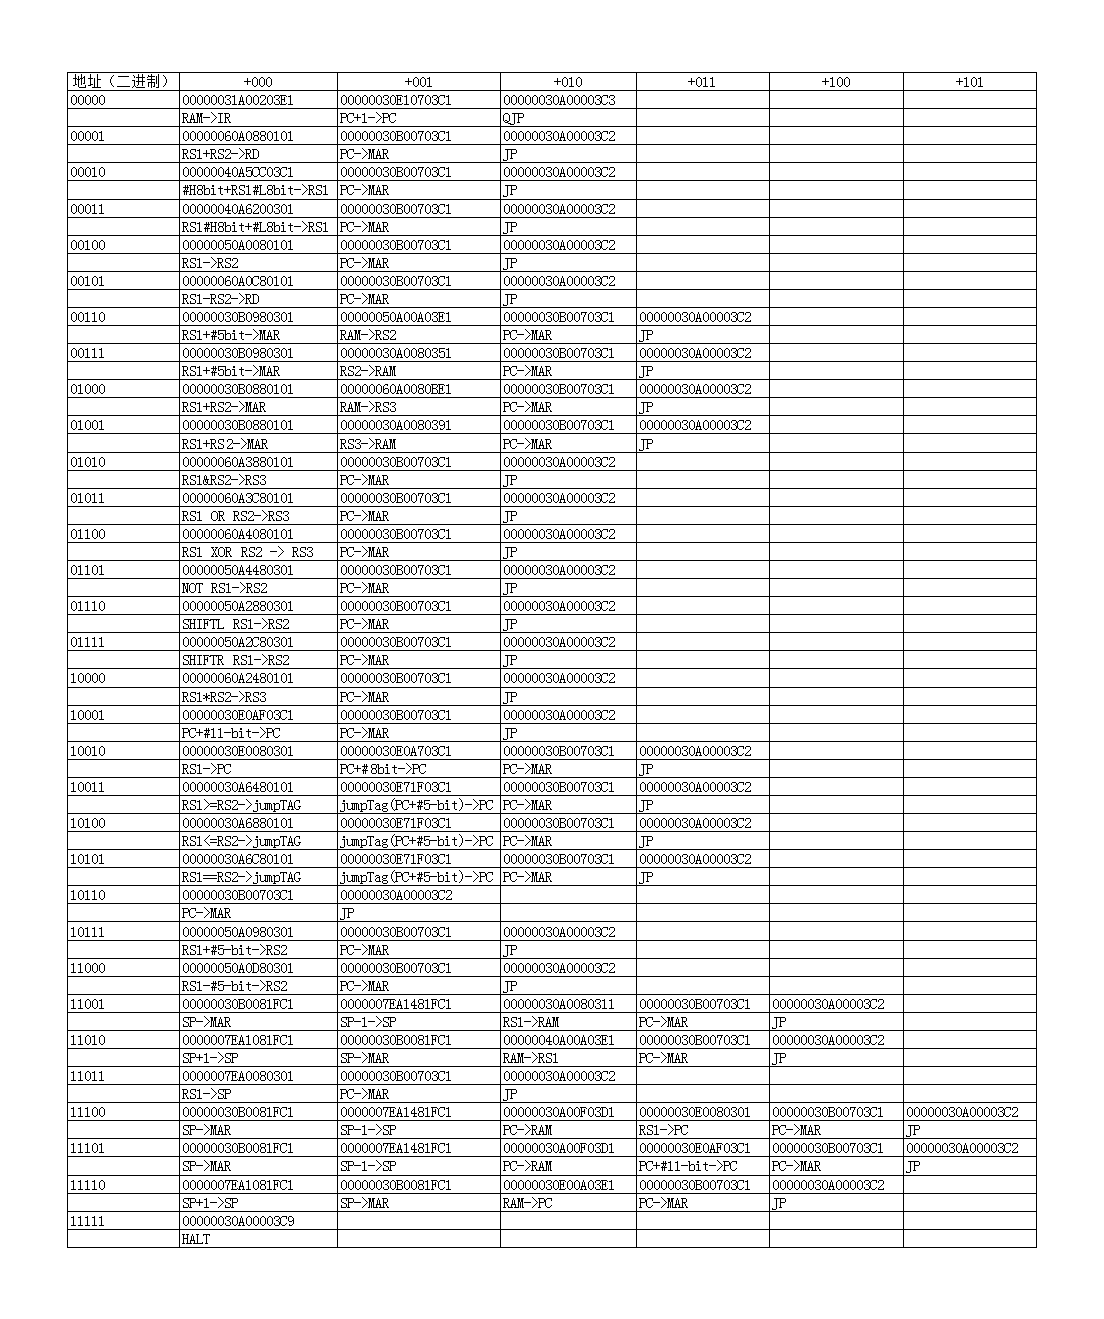 地址（二进制） +000 +001 +010 +011 +100 +101
00000 00000031A00203E1 00000030E10703C1 00000030A00003C3
RAM->IR PC+1->PC QJP
00001 00000060A0880101 00000030B00703C1 00000030A00003C2
RS1+RS2->RD PC->MAR JP
00010 00000040A5CC03C1 00000030B00703C1 00000030A00003C2
#H8bit+RS1#L8bit->RS1 PC->MAR JP
00011 00000040A6200301 00000030B00703C1 00000030A00003C2
RS1#H8bit+#L8bit->RS1 PC->MAR JP
00100 00000050A0080101 00000030B00703C1 00000030A00003C2
RS1->RS2 PC->MAR JP
00101 00000060A0C80101 00000030B00703C1 00000030A00003C2
RS1-RS2->RD PC->MAR JP
00110 00000030B0980301 00000050A00A03E1 00000030B00703C1 00000030A00003C2
RS1+#5bit->MAR RAM->RS2 PC->MAR JP
00111 00000030B0980301 00000030A0080351 00000030B00703C1 00000030A00003C2
RS1+#5bit->MAR RS2->RAM PC->MAR JP
01000 00000030B0880101 00000060A0080BE1 00000030B00703C1 00000030A00003C2
RS1+RS2->MAR RAM->RS3 PC->MAR JP
01001 00000030B0880101 00000030A0080391 00000030B00703C1 00000030A00003C2
RS1+RS2->MAR RS3->RAM PC->MAR JP
01010 00000060A3880101 00000030B00703C1 00000030A00003C2
RS1&RS2->RS3 PC->MAR JP
01011 00000060A3C80101 00000030B00703C1 00000030A00003C2
RS1 OR RS2->RS3 PC->MAR JP
01100 00000060A4080101 00000030B00703C1 00000030A00003C2
RS1 XOR RS2 -> RS3 PC->MAR JP
01101 00000050A4480301 00000030B00703C1 00000030A00003C2
NOT RS1->RS2 PC->MAR JP
01110 00000050A2880301 00000030B00703C1 00000030A00003C2
SHIFTL RS1->RS2 PC->MAR JP
01111 00000050A2C80301 00000030B00703C1 00000030A00003C2
SHIFTR RS1->RS2 PC->MAR JP
10000 00000060A2480101 00000030B00703C1 00000030A00003C2
RS1*RS2->RS3 PC->MAR JP
10001 00000030E0AF03C1 00000030B00703C1 00000030A00003C2
PC+#11-bit->PC PC->MAR JP
10010 00000030E0080301 00000030E0A703C1 00000030B00703C1 00000030A00003C2
RS1->PC PC+#8bit->PC PC->MAR JP
10011 00000030A6480101 00000030E71F03C1 00000030B00703C1 00000030A00003C2
RS1>=RS2->jumpTAG jumpTag(PC+#5-bit)->PC PC->MAR JP
10100 00000030A6880101 00000030E71F03C1 00000030B00703C1 00000030A00003C2
RS1<=RS2->jumpTAG jumpTag(PC+#5-bit)->PC PC->MAR JP
10101 00000030A6C80101 00000030E71F03C1 00000030B00703C1 00000030A00003C2
RS1==RS2->jumpTAG jumpTag(PC+#5-bit)->PC PC->MAR JP
10110 00000030B00703C1 00000030A00003C2
PC->MAR JP
10111 00000050A0980301 00000030B00703C1 00000030A00003C2
RS1+#5-bit->RS2 PC->MAR JP
11000 00000050A0D80301 00000030B00703C1 00000030A00003C2
RS1-#5-bit->RS2 PC->MAR JP
11001 00000030B0081FC1 0000007EA1481FC1 00000030A0080311 00000030B00703C1 00000030A00003C2
SP->MAR SP-1->SP RS1->RAM PC->MAR JP
11010 0000007EA1081FC1 00000030B0081FC1 00000040A00A03E1 00000030B00703C1 00000030A00003C2
SP+1->SP SP->MAR RAM->RS1 PC->MAR JP
11011 0000007EA0080301 00000030B00703C1 00000030A00003C2
RS1->SP PC->MAR JP
11100 00000030B0081FC1 0000007EA1481FC1 00000030A00F03D1 00000030E0080301 00000030B00703C1 00000030A00003C2
SP->MAR SP-1->SP PC->RAM RS1->PC PC->MAR JP
11101 00000030B0081FC1 0000007EA1481FC1 00000030A00F03D1 00000030E0AF03C1 00000030B00703C1 00000030A00003C2
SP->MAR SP-1->SP PC->RAM PC+#11-bit->PC PC->MAR JP
11110 0000007EA1081FC1 00000030B0081FC1 00000030E00A03E1 00000030B00703C1 00000030A00003C2
SP+1->SP SP->MAR RAM->PC PC->MAR JP
11111 00000030A00003C9
HALT